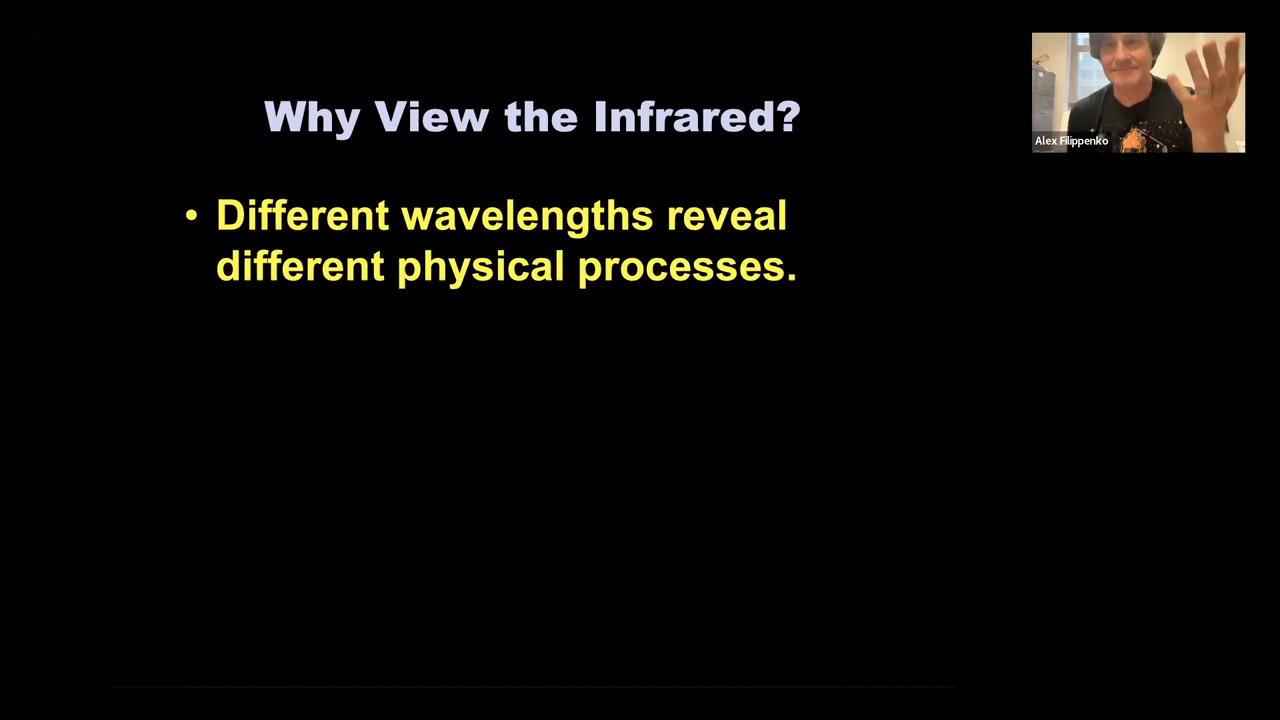 Why View the Infrared?
• Different wavelengths reveal
different physical processes.
Alex Filippenko